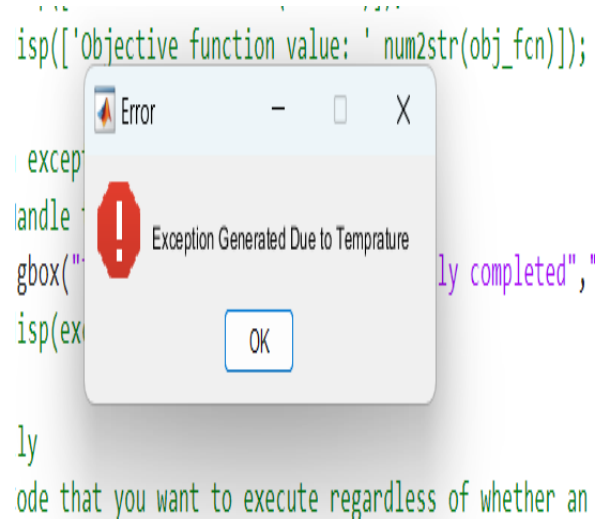 isp(['Objective function value: ' num2str(obj_fcn)]);
Error
excep
andle
Exception Generated Due to Temprature
gbox(" ly completed","
isp(ex
OK
ly
ode that you want to execute regardless of whether an